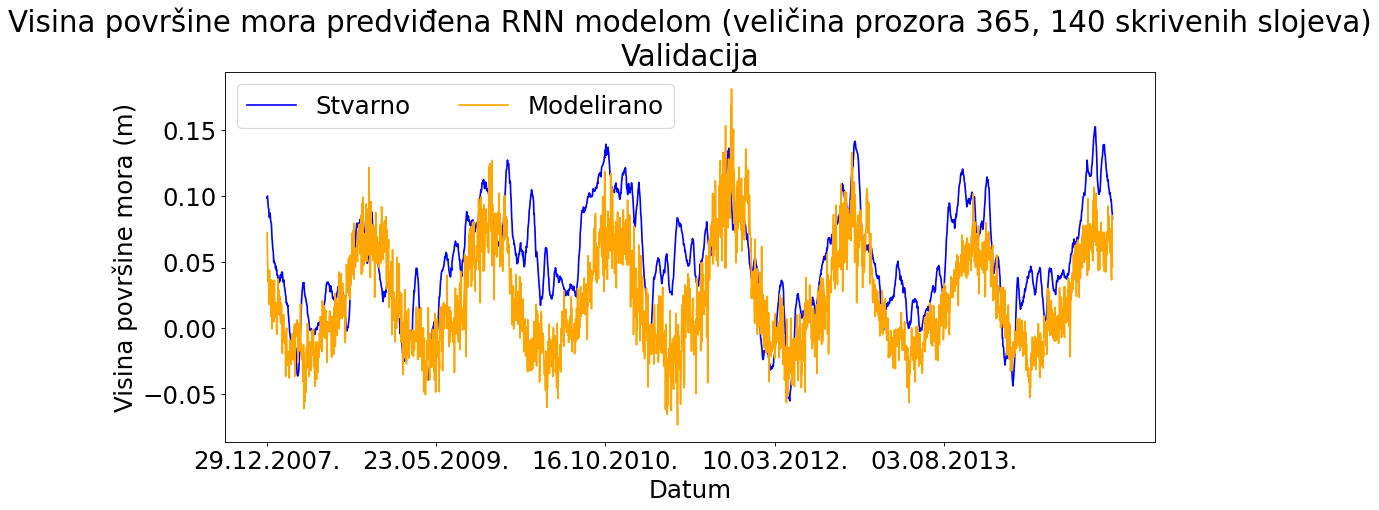 Visina površine mora predviđena RNN modelom (veličina prozora 365, 140 skrivenih slojeva)
Validacija
Stvarno
Modelirano
Visina površine mora (m)
0.15
0.10
0.05
0.00
−0.05
29.12.2007.
23.05.2009.
16.10.2010.
10.03.2012.
03.08.2013.
Datum